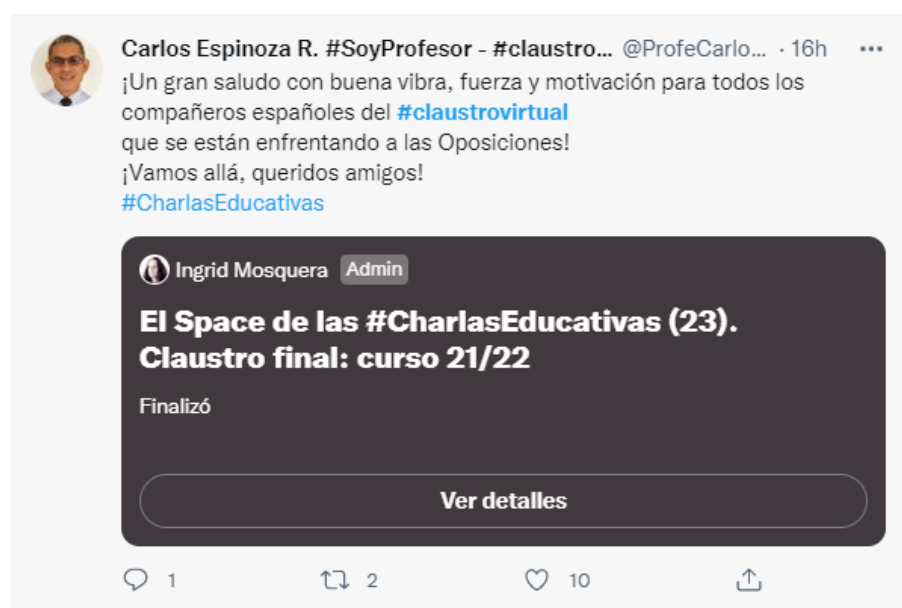 Carlos Espinoza R. #SoyProfesor - #claustro... @ProfeCarlo... · 16h
¡Un gran saludo con buena vibra, fuerza y motivación para todos los
compañeros españoles del #claustrovirtual
que se están enfrentando a las Oposiciones!
¡Vamos allá, queridos amigos!
#CharlasEducativas
Ingrid Mosquera Admin
El Space de las #CharlasEducativas (23).
Claustro final: curso 21/22
Finalizó
Ver detalles
1 2 10